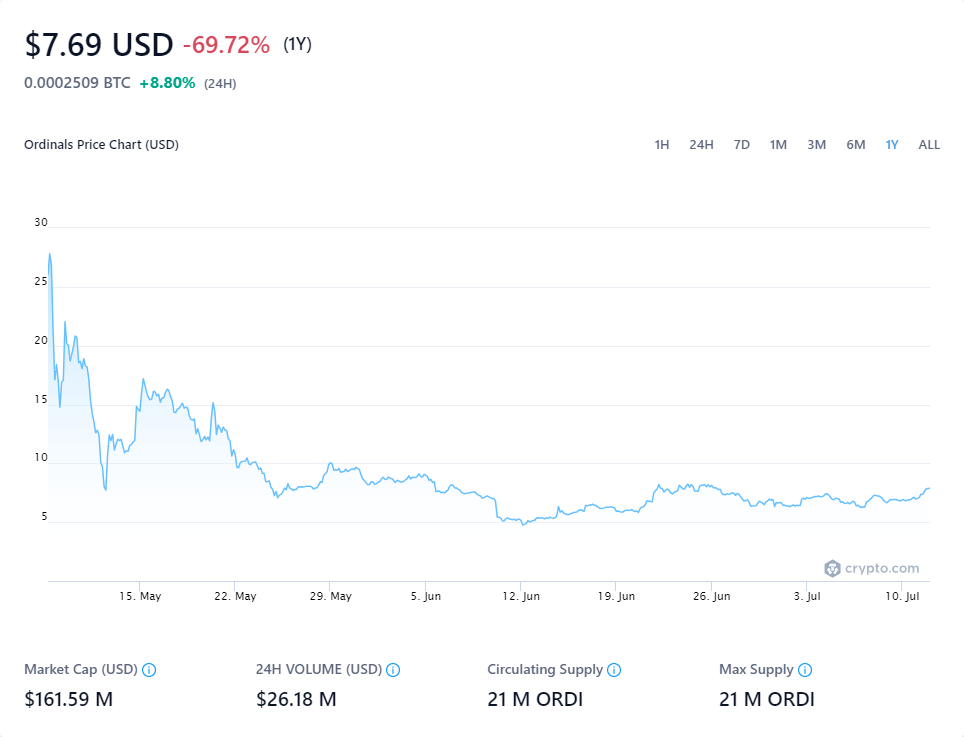 $7.69 USD -69.72% (1Y)
0.0002509 BTC +8.80% (24H)
Ordinals Price Chart (USD) 1H 24H 7D 1M 3M 6M 1Y ALL
30
25
20
15
10
5
crypto.com
15. May 22. May 29. May 5. Jun 12. Jun 19. Jun 26. Jun 3. Jul 10. Jul
Market Cap (USD) 24H VOLUME (USD) Circulating Supply Max Supply
$161.59 M $26.18 M 21 M ORDI 21 M ORDI